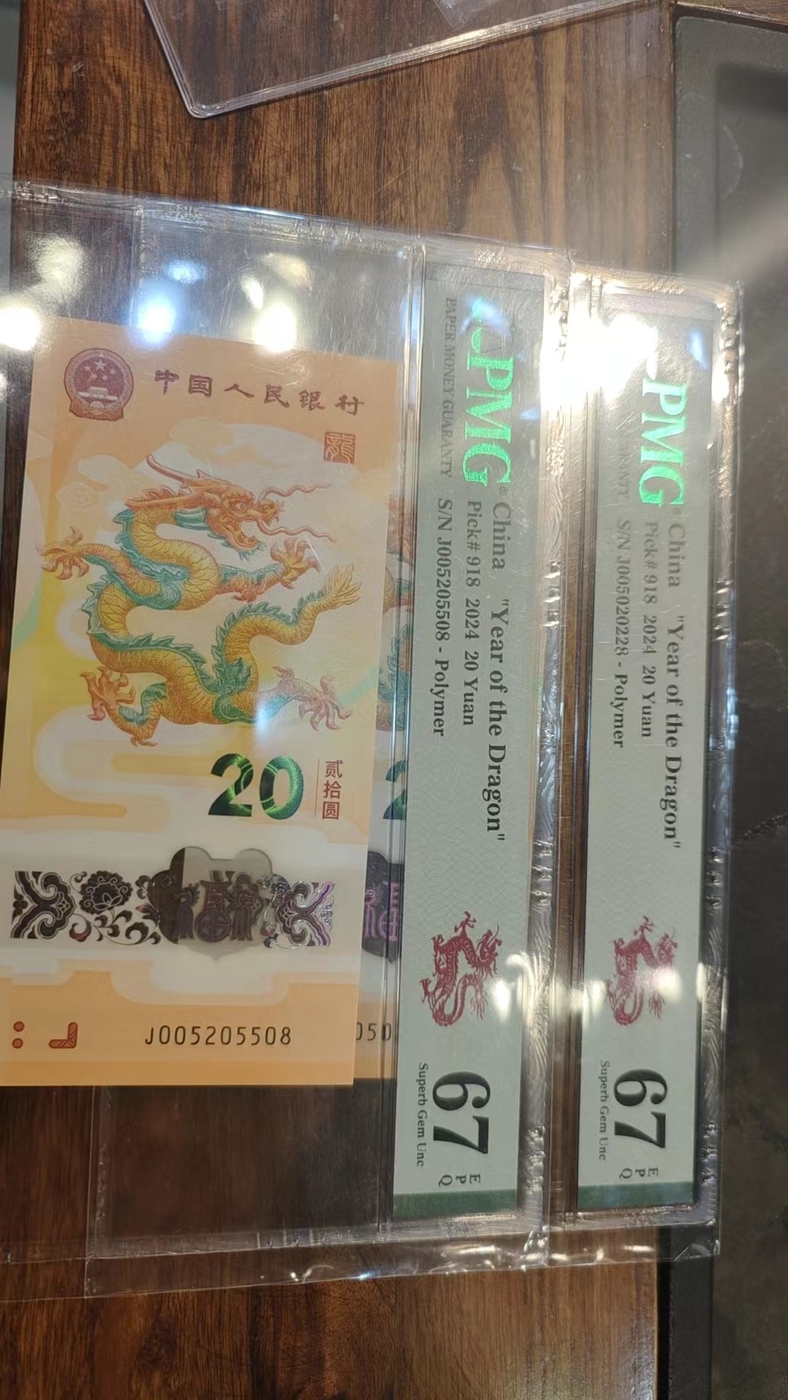 中国人民银行
龍
20
贰拾圆
J005205508
PMG
PAPER MONEY GUARANTY
China "Year of the Dragon"
Pick# 918 2024 20 Yuan
S/N J005205508 - Polymer
67
EPQ
Superb Gem Unc
PMG
China "Year of the Dragon"
Pick# 918 2024 20 Yuan
S/N J005020228 - Polymer
67
EPQ
Superb Gem Unc